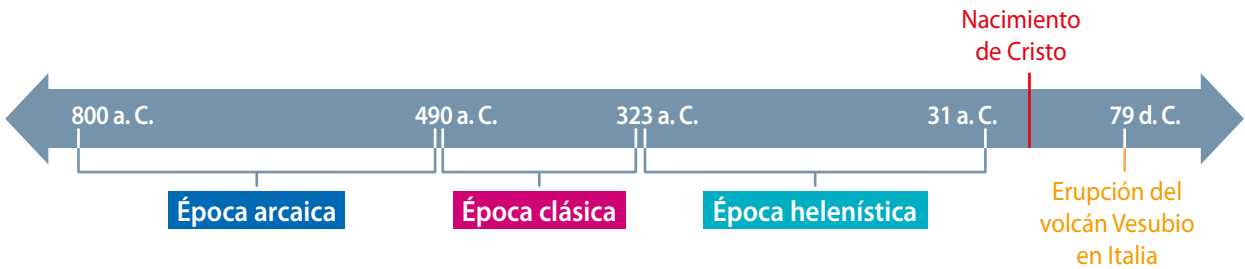 Nacimiento
de Cristo
800 a. C.
490 a. C.
323 a. C.
31 a. C.
79 d. C.
Época arcaica
Época clásica
Época helenística
Erupción del
volcán Vesubio
en Italia